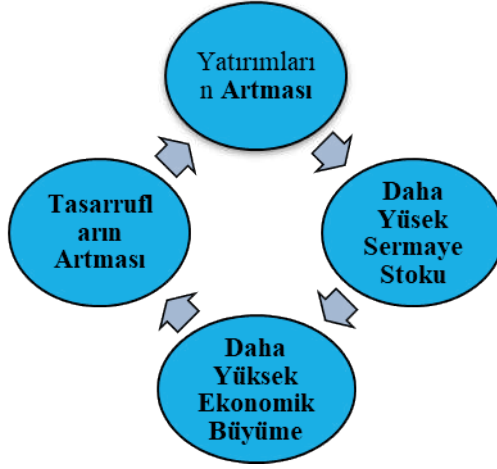 Yatırımları
n Artması
Daha
Yüsek
Sermaye
Stoku
Daha
Yüksek
Ekonomik
Büyüme
Tasarrufl
arın
Artması